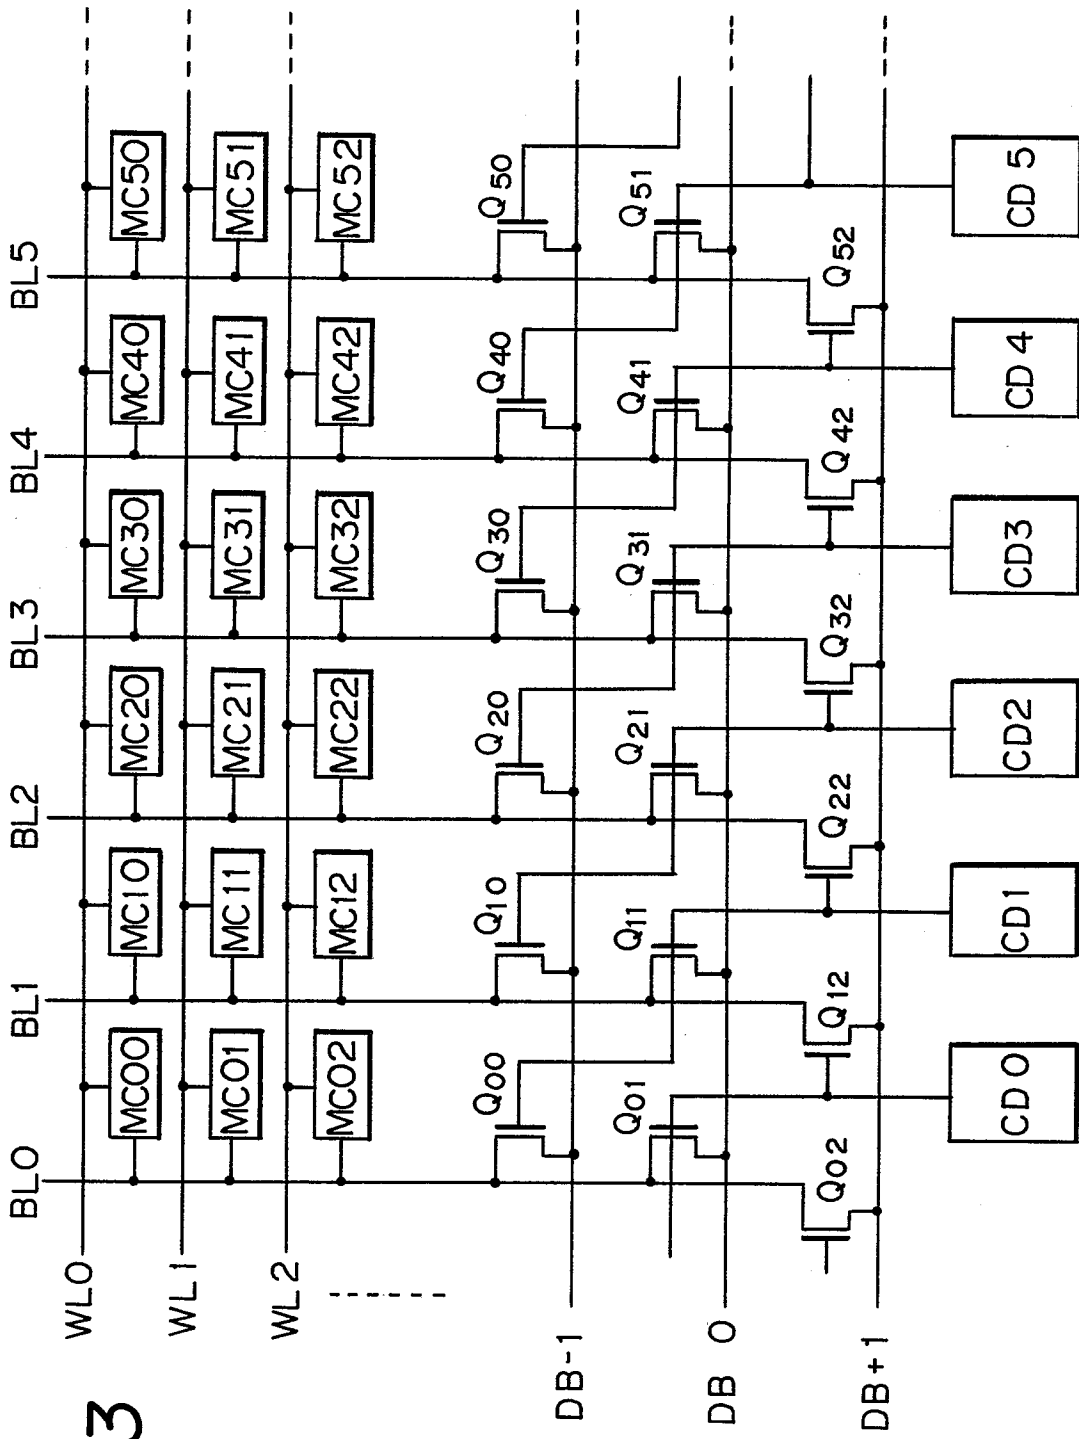 BL0 BL1 BL2 BL3 BL4 BL5
WL0
3
MC00 MC10 MC20 MC30 MC40 MC50
WL1
MC01 MC11 MC21 MC31 MC41 MC51
WL2
MC02 MC12 MC22 MC32 MC42 MC52
Q00 Q10 Q20 Q30 Q40 Q50
DB-1
Q01 Q11 Q21 Q31 Q41 Q51
DB 0
Q02 Q12 Q22 Q32 Q42 Q52
DB+1
CD 0 CD1 CD2 CD3 CD 4 CD 5